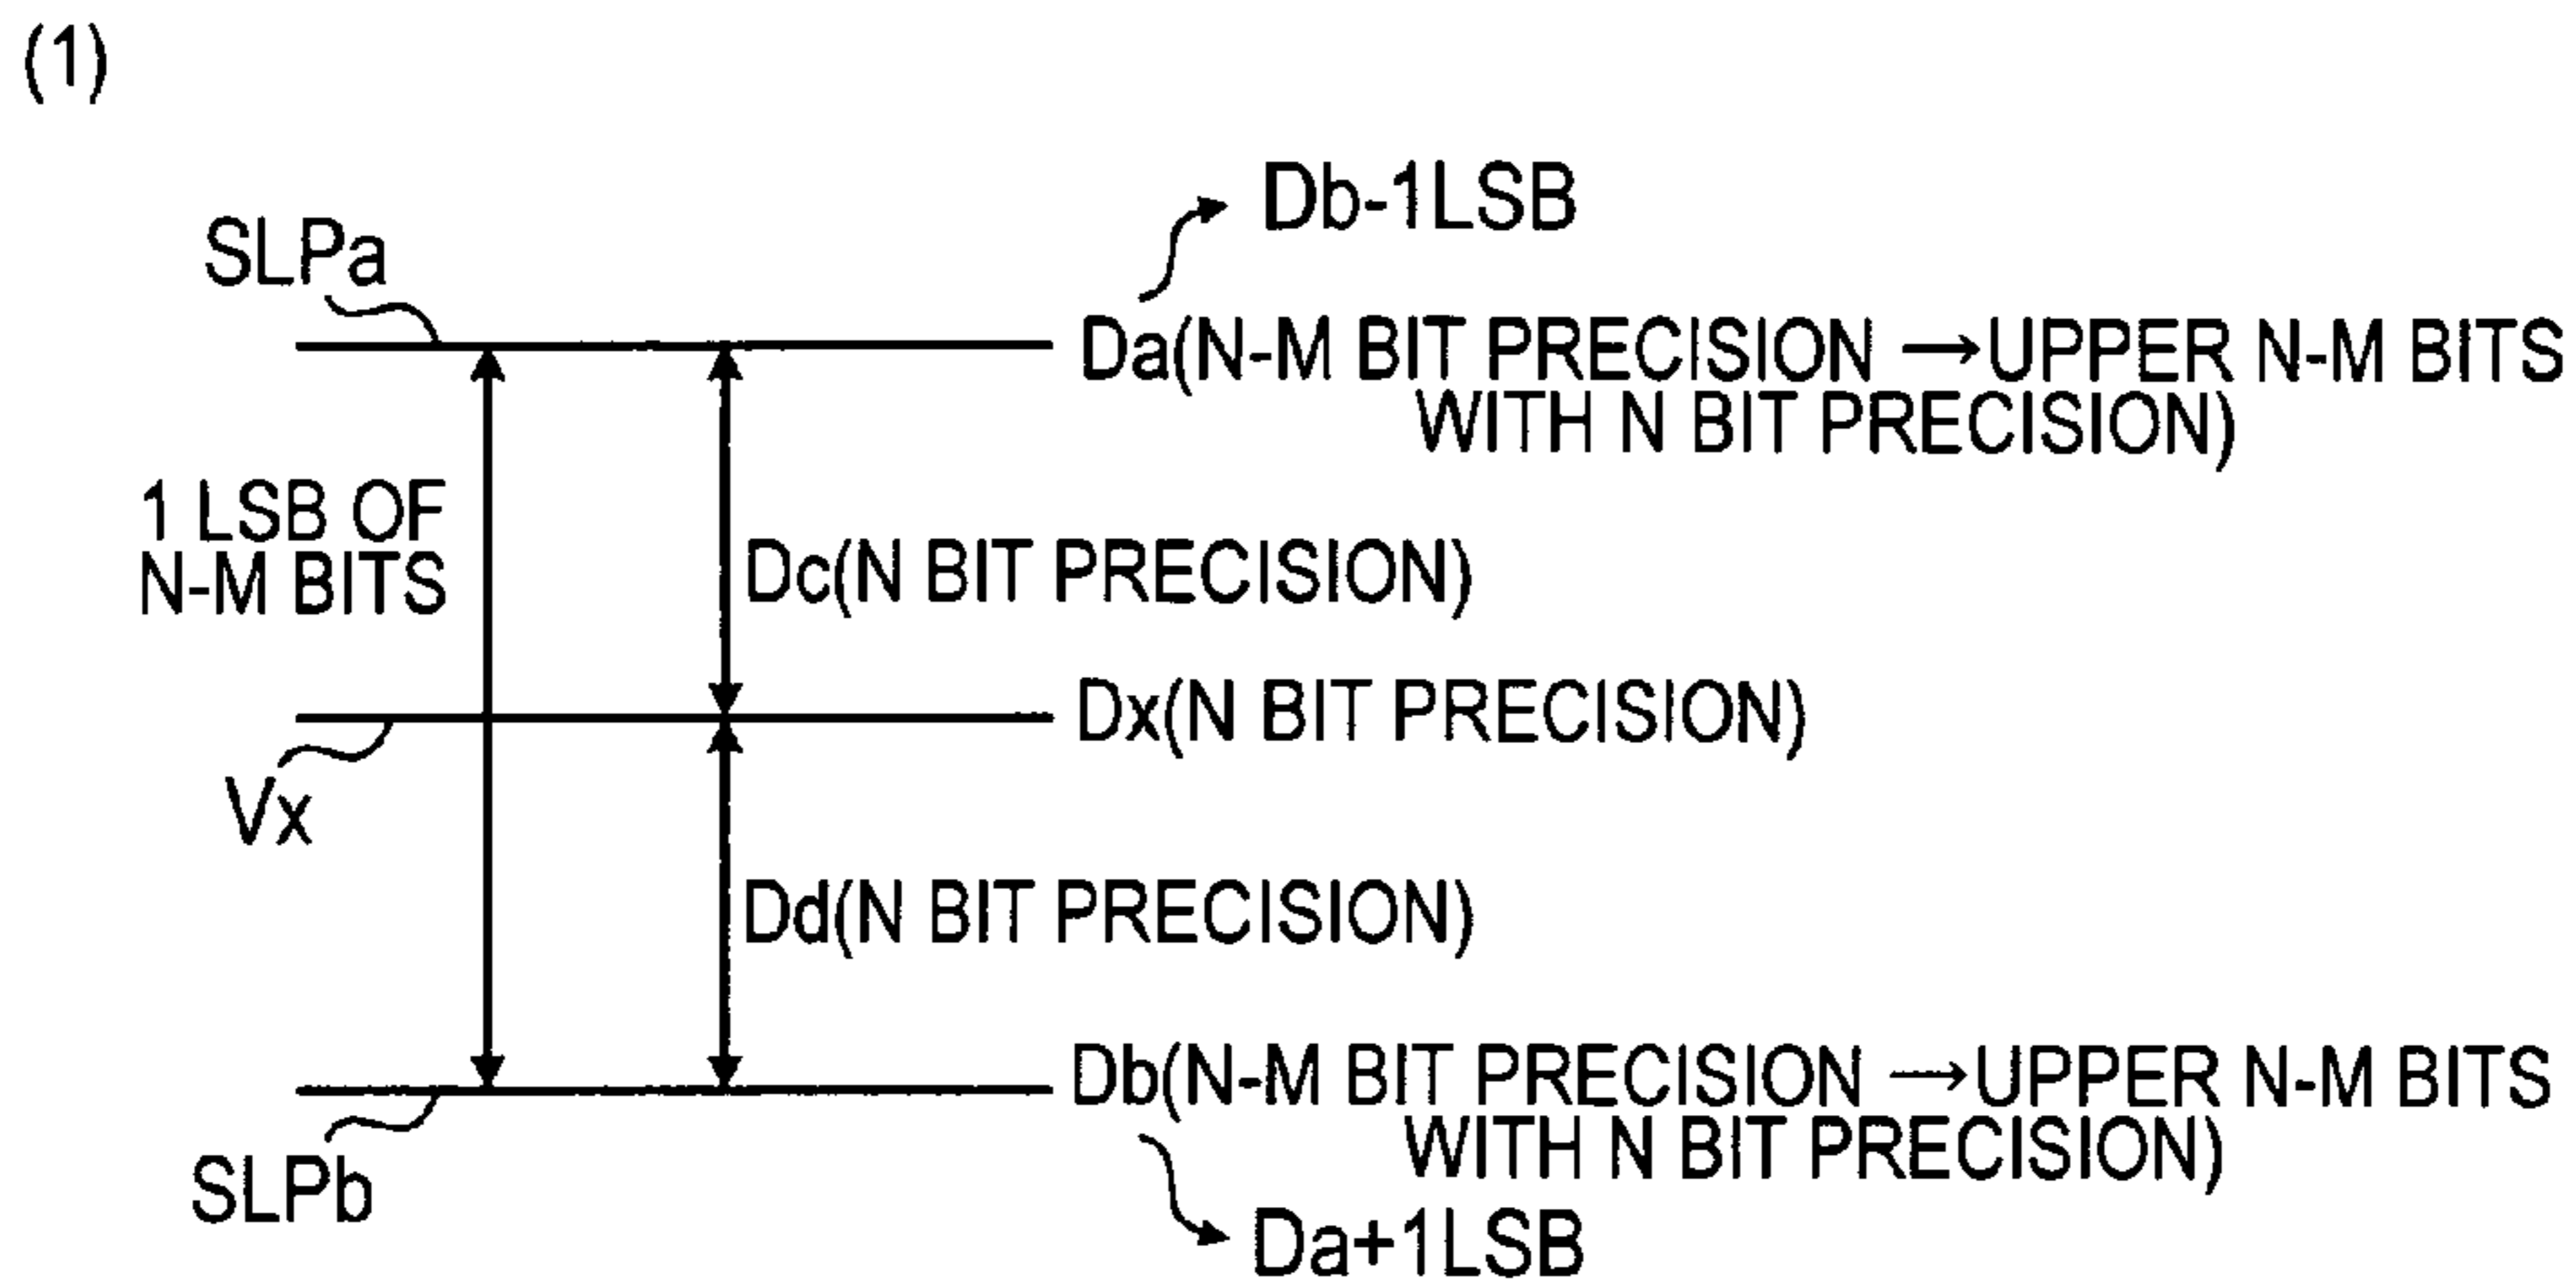 (1)
Db-1LSB
SLPa
Da(N-M BIT PRECISION →UPPER N-M BITS
WITH N BIT PRECISION)
1 LSB OF
N-M BITS
Dc(N BIT PRECISION)
Dx(N BIT PRECISION)
Vx
Dd(N BIT PRECISION)
Db(N-M BIT PRECISION →UPPER N-M BITS
WITH N BIT PRECISION)
SLPb
Da+1LSB